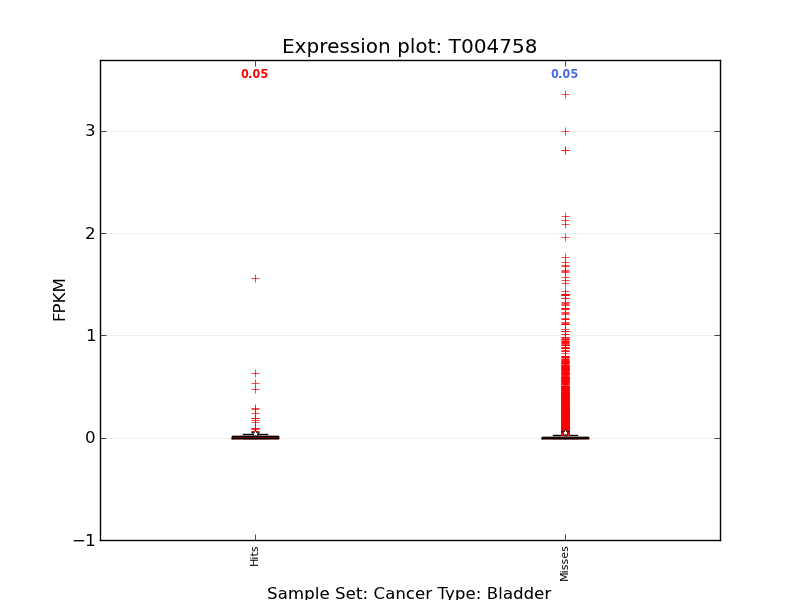 Expression plot: T004758
0.05 0.05
3
2
1
0
−1
FPKM
Hits Misses
Sample Set: Cancer Type: Bladder